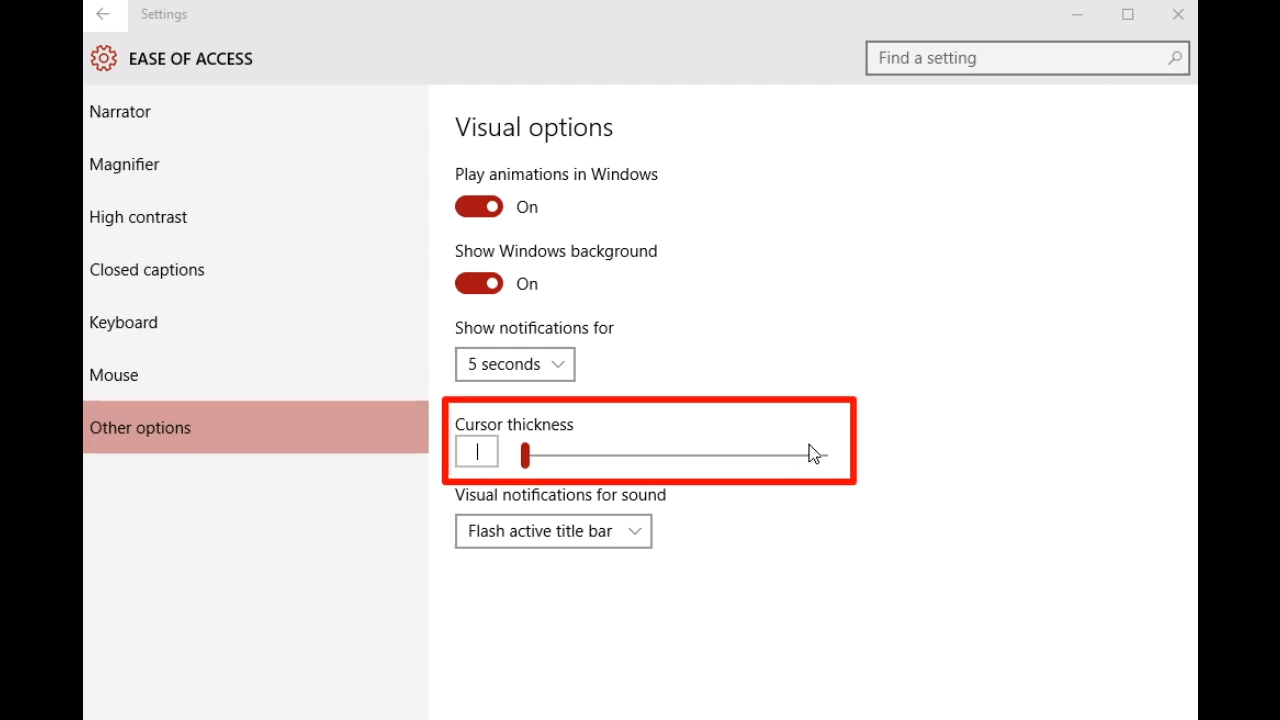 Settings
EASE OF ACCESS
Find a setting
Narrator
Magnifier
High contrast
Closed captions
Keyboard
Mouse
Other options
Visual options
Play animations in Windows
On
Show Windows background
On
Show notifications for
5 seconds
Cursor thickness
Visual notifications for sound
Flash active title bar